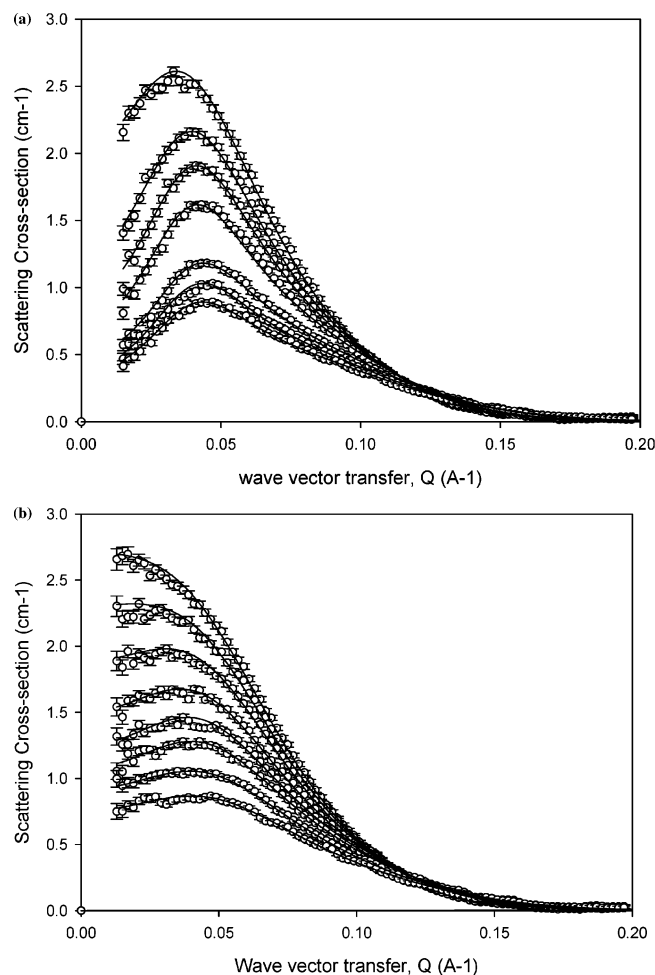 (a)
3.0
2.5
2.0
1.5
1.0
0.5
0.0
Scattering Cross-section (cm-1)
0.00 0.05 0.10 0.15 0.20
wave vector transfer, Q (A-1)
(b)
3.0
2.5
2.0
1.5
1.0
0.5
0.0
Scattering Cross-section (cm-1)
0.00 0.05 0.10 0.15 0.20
Wave vector transfer, Q (A-1)